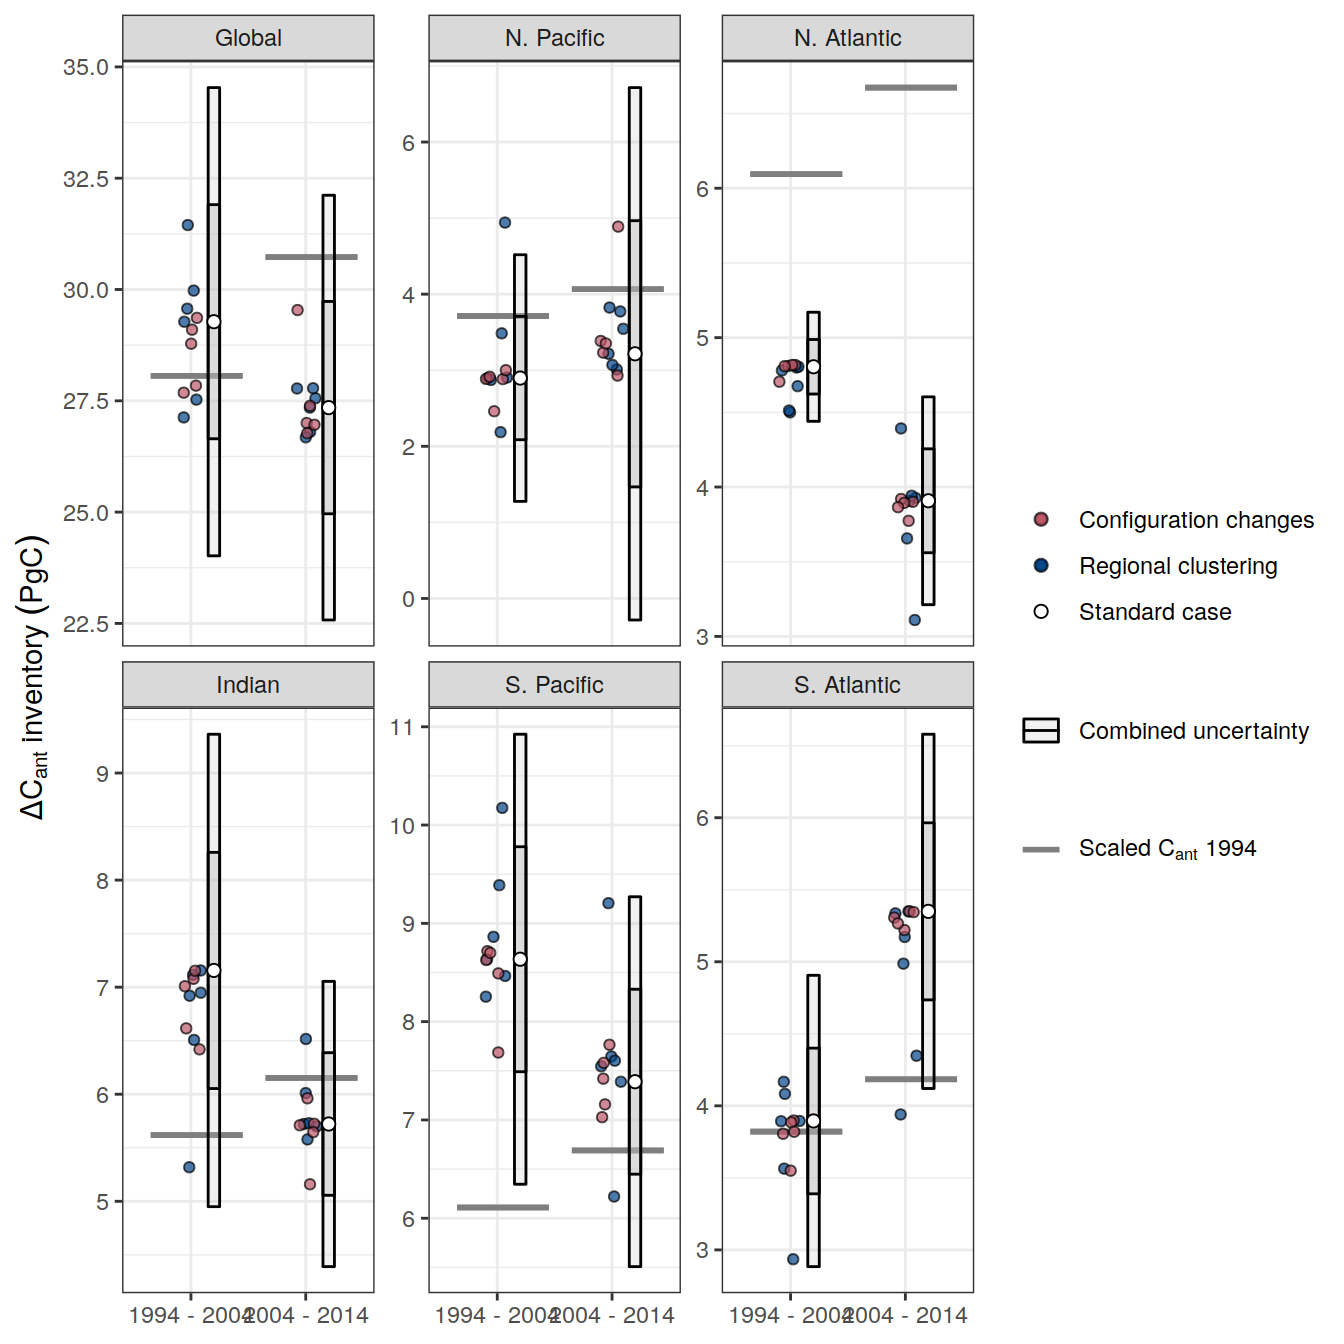 Global
N. Pacific
N. Atlantic
35.0
32.5
30.0
27.5
25.0
22.5
6
4
2
0
6
5
4
3
Indian
S. Pacific
S. Atlantic
9
8
7
6
5
11
10
9
8
7
6
6
5
4
3
1994 - 2004
2004 - 2014
1994 - 2004
2004 - 2014
1994 - 2004
2004 - 2014
ΔCant inventory (PgC)
Configuration changes
Regional clustering
Standard case
Combined uncertainty
Scaled Cant 1994